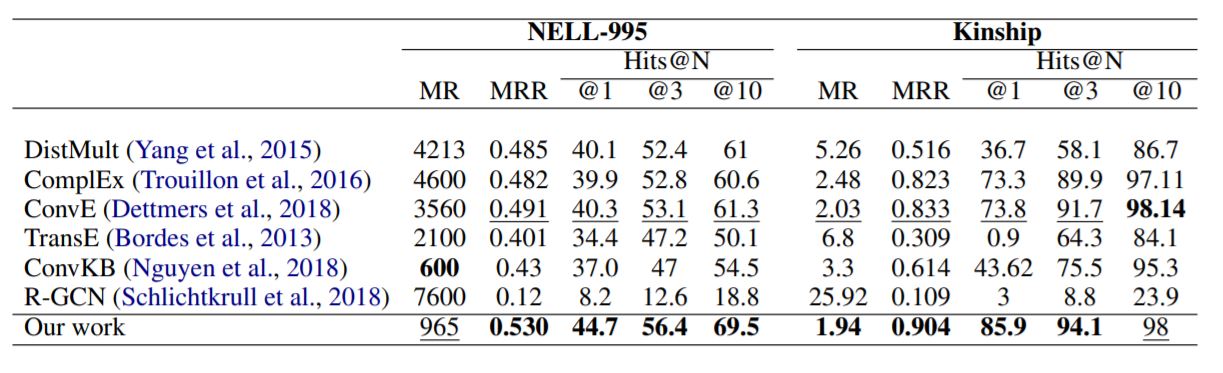 NELL-995 Kinship
Hits@N Hits@N
MR MRR @1 @3 @10 MR MRR @1 @3 @10
DistMult (Yang et al., 2015) 4213 0.485 40.1 52.4 61 5.26 0.516 36.7 58.1 86.7
ComplEx (Trouillon et al., 2016) 4600 0.482 39.9 52.8 60.6 2.48 0.823 73.3 89.9 97.11
ConvE (Dettmers et al., 2018) 3560 0.491 40.3 53.1 61.3 2.03 0.833 73.8 91.7 98.14
TransE (Bordes et al., 2013) 2100 0.401 34.4 47.2 50.1 6.8 0.309 0.9 64.3 84.1
ConvKB (Nguyen et al., 2018) 600 0.43 37.0 47 54.5 3.3 0.614 43.62 75.5 95.3
R-GCN (Schlichtkrull et al., 2018) 7600 0.12 8.2 12.6 18.8 25.92 0.109 3 8.8 23.9
Our work 965 0.530 44.7 56.4 69.5 1.94 0.904 85.9 94.1 98